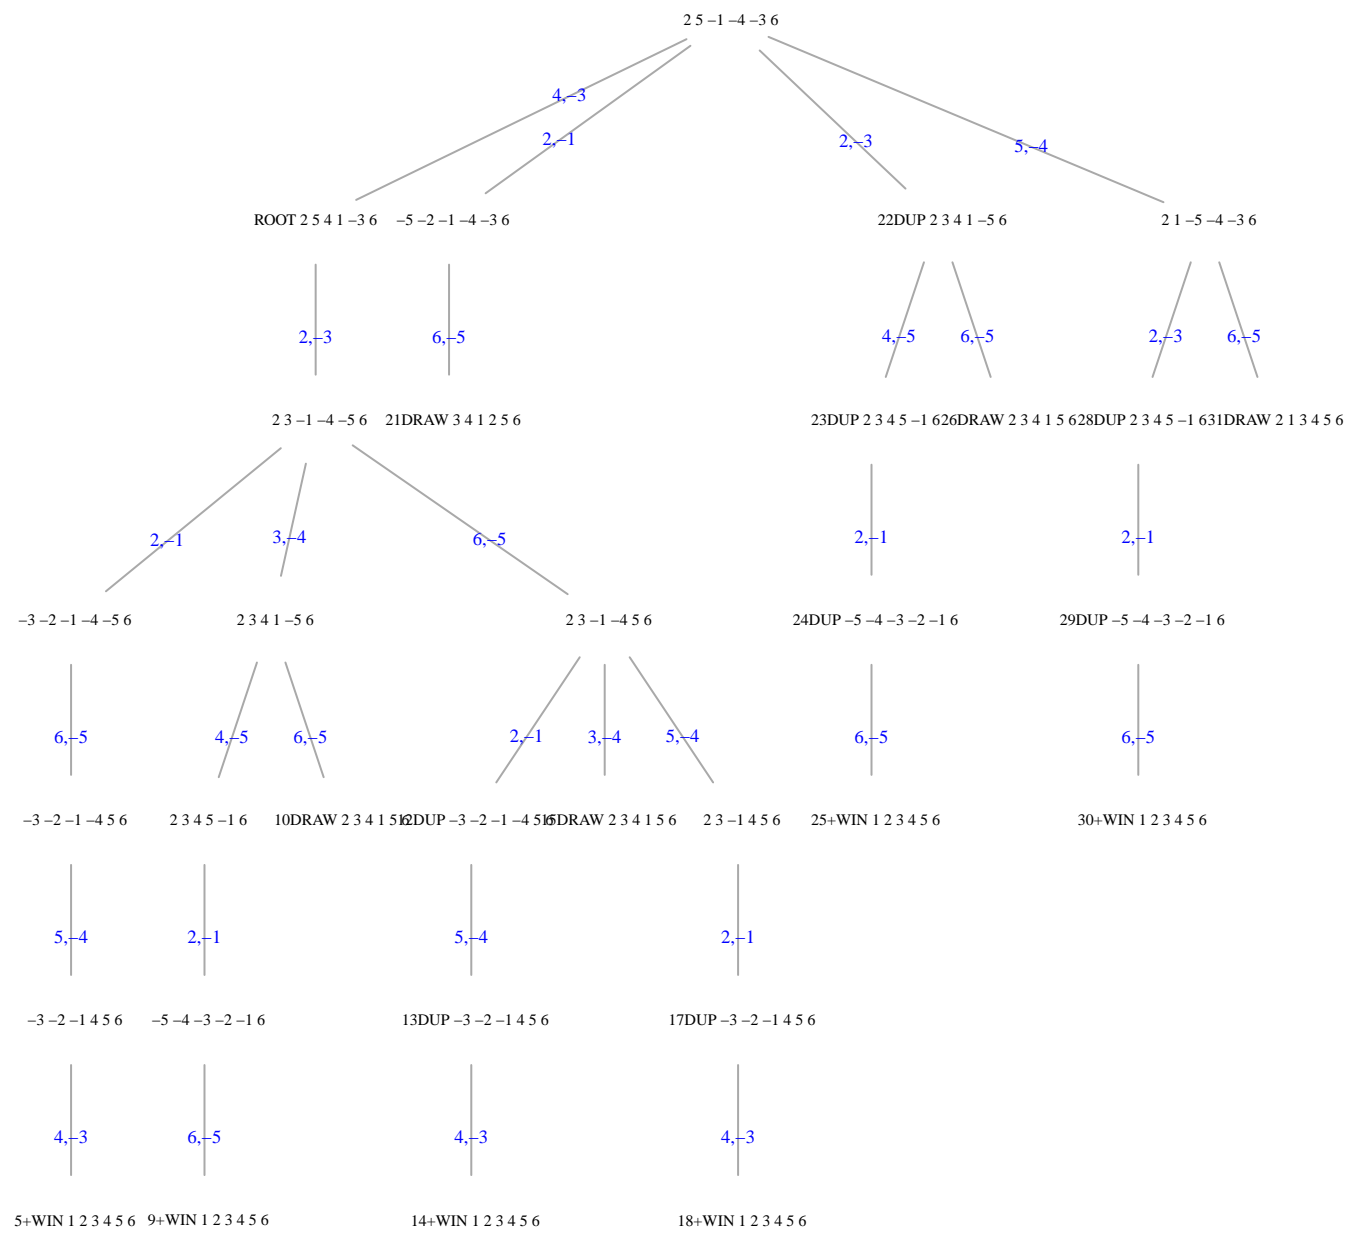 2 5 −1 −4 −3 6
4,−3
2,−1
2,−3
5,−4
ROOT 2 5 4 1 −3 6
−5 −2 −1 −4 −3 6
22DUP 2 3 4 1 −5 6
2 1 −5 −4 −3 6
2,−3
6,−5
4,−5
6,−5
2,−3
6,−5
2 3 −1 −4 −5 6
21DRAW 3 4 1 2 5 6
23DUP 2 3 4 5 −1 6
26DRAW 2 3 4 1 5 6
28DUP 2 3 4 5 −1 6
31DRAW 2 1 3 4 5 6
2,−1
3,−4
6,−5
2,−1
2,−1
−3 −2 −1 −4 −5 6
2 3 4 1 −5 6
2 3 −1 −4 5 6
24DUP −5 −4 −3 −2 −1 6
29DUP −5 −4 −3 −2 −1 6
6,−5
4,−5
6,−5
2,−1
3,−4
5,−4
6,−5
6,−5
−3 −2 −1 −4 5 6
2 3 4 5 −1 6
10DRAW 2 3 4 1 5 6
12DUP −3 −2 −1 −4 5 6
15DRAW 2 3 4 1 5 6
2 3 −1 4 5 6
25+WIN 1 2 3 4 5 6
30+WIN 1 2 3 4 5 6
5,−4
2,−1
5,−4
2,−1
−3 −2 −1 4 5 6
−5 −4 −3 −2 −1 6
13DUP −3 −2 −1 4 5 6
17DUP −3 −2 −1 4 5 6
4,−3
6,−5
4,−3
4,−3
5+WIN 1 2 3 4 5 6
9+WIN 1 2 3 4 5 6
14+WIN 1 2 3 4 5 6
18+WIN 1 2 3 4 5 6